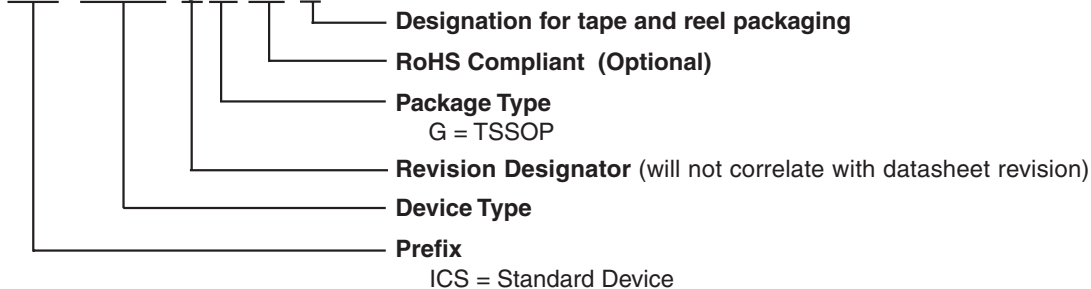 Designation for tape and reel packaging
RoHS Compliant (Optional)
Package Type
G = TSSOP
Revision Designator (will not correlate with datasheet revision)
Device Type
Prefix
ICS = Standard Device